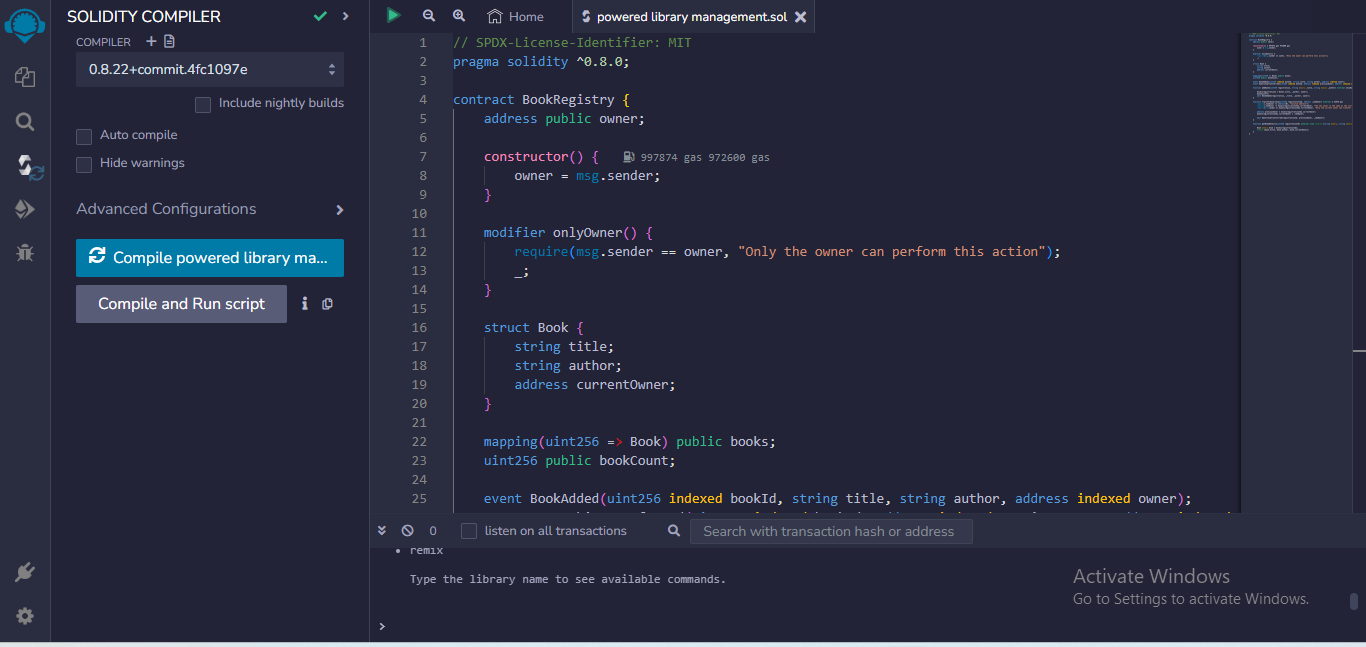 SOLIDITY COMPILER
COMPILER
0.8.22+commit.4fc1097e
Include nightly builds
Auto compile
Hide warnings
Advanced Configurations
Compile powered library ma...
Compile and Run script
Home
powered library management.sol
1 // SPDX-License-Identifier: MIT
2 pragma solidity ^0.8.0;
3
4 contract BookRegistry {
5 address public owner;
6
7 constructor() { 997874 gas 972600 gas
8 owner = msg.sender;
9 }
10
11 modifier onlyOwner() {
12 require(msg.sender == owner, "Only the owner can perform this action");
13 _;
14 }
15
16 struct Book {
17 string title;
18 string author;
19 address currentOwner;
20 }
21
22 mapping(uint256 => Book) public books;
23 uint256 public bookCount;
24
25 event BookAdded(uint256 indexed bookId, string title, string author, address indexed owner);
0
listen on all transactions
Search with transaction hash or address
• remix
Type the library name to see available commands.
>
Activate Windows
Go to Settings to activate Windows.